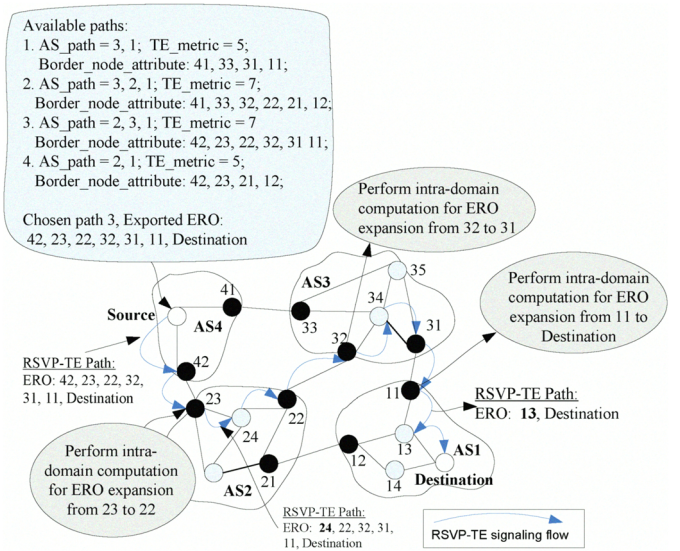 Available paths:
1. AS_path = 3, 1;  TE_metric = 5;
Border_node_attribute: 41, 33, 31, 11;
2. AS_path = 3, 2, 1; TE_metric = 7;
Border_node_attribute: 41, 33, 32, 22, 21, 12;
3. AS_path = 2, 3, 1; TE_metric = 7
Border_node_attribute: 42, 23, 22, 32, 31 11;
4. AS_path = 2, 1; TE_metric = 5;
Border_node_attribute: 42, 23, 21, 12;
Chosen path 3, Exported ERO:
42, 23, 22, 32, 31, 11, Destination
Perform intra-domain
computation for ERO
expansion from 32 to 31
Perform intra-domain
computation for ERO
expansion from 11 to
Destination
41
Source
AS4
42
AS3
35
34
33
32
31
RSVP-TE Path:
ERO: 42, 23, 22, 32,
31, 11, Destination
23
24
22
21
AS2
11
RSVP-TE Path:
ERO:  13, Destination
12
13
14
AS1
Destination
Perform intra-
domain computation
for ERO expansion
from 23 to 22
RSVP-TE Path:
ERO:  24, 22, 32, 31,
11, Destination
RSVP-TE signaling flow